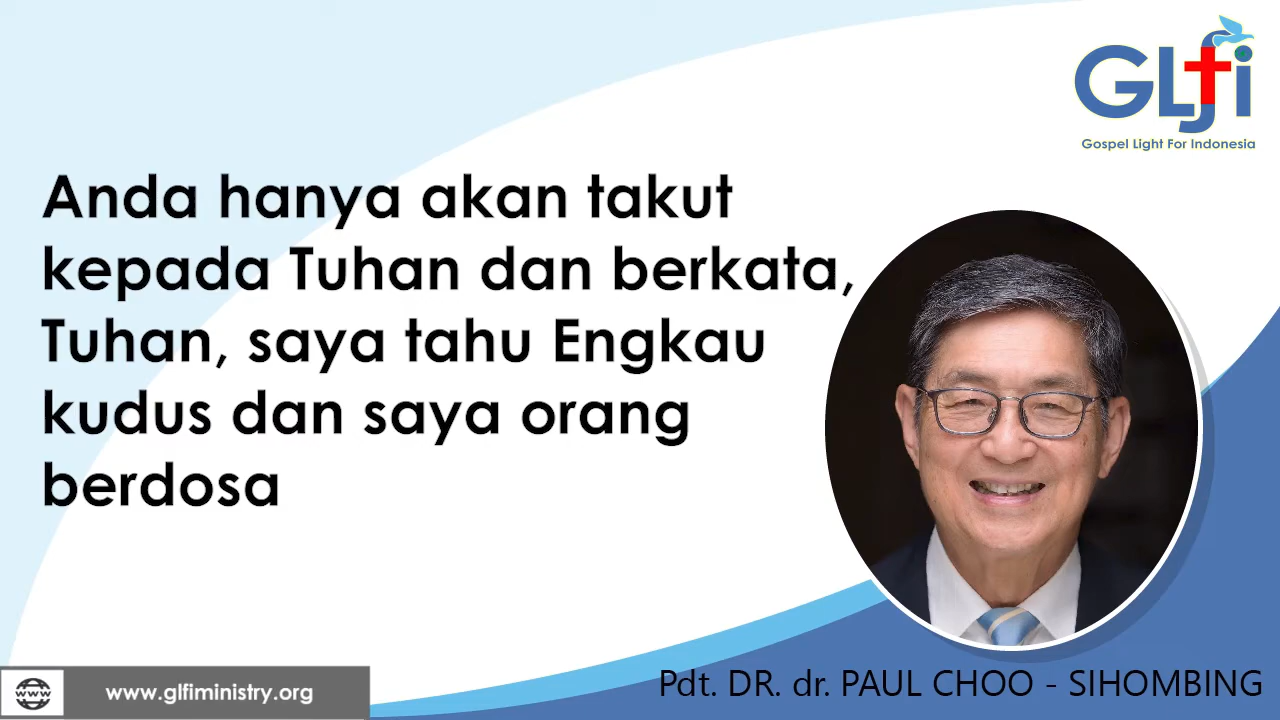 GLfi
Gospel Light For Indonesia
Anda hanya akan takut
kepada Tuhan dan berkata,
Tuhan, saya tahu Engkau
kudus dan saya orang
berdosa
www
www.glfiministry.org
Pdt. DR. dr. PAUL CHOO - SIHOMBING